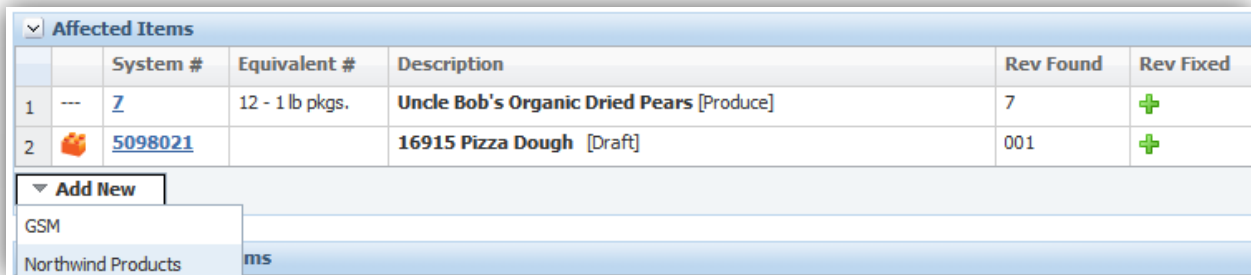 Affected Items
System # Equivalent # Description Rev Found Rev Fixed
1 --- 7 12 - 1 lb pkgs. Uncle Bob's Organic Dried Pears [Produce] 7
2 5098021 16915 Pizza Dough [Draft] 001
Add New
GSM
Northwind Products ms